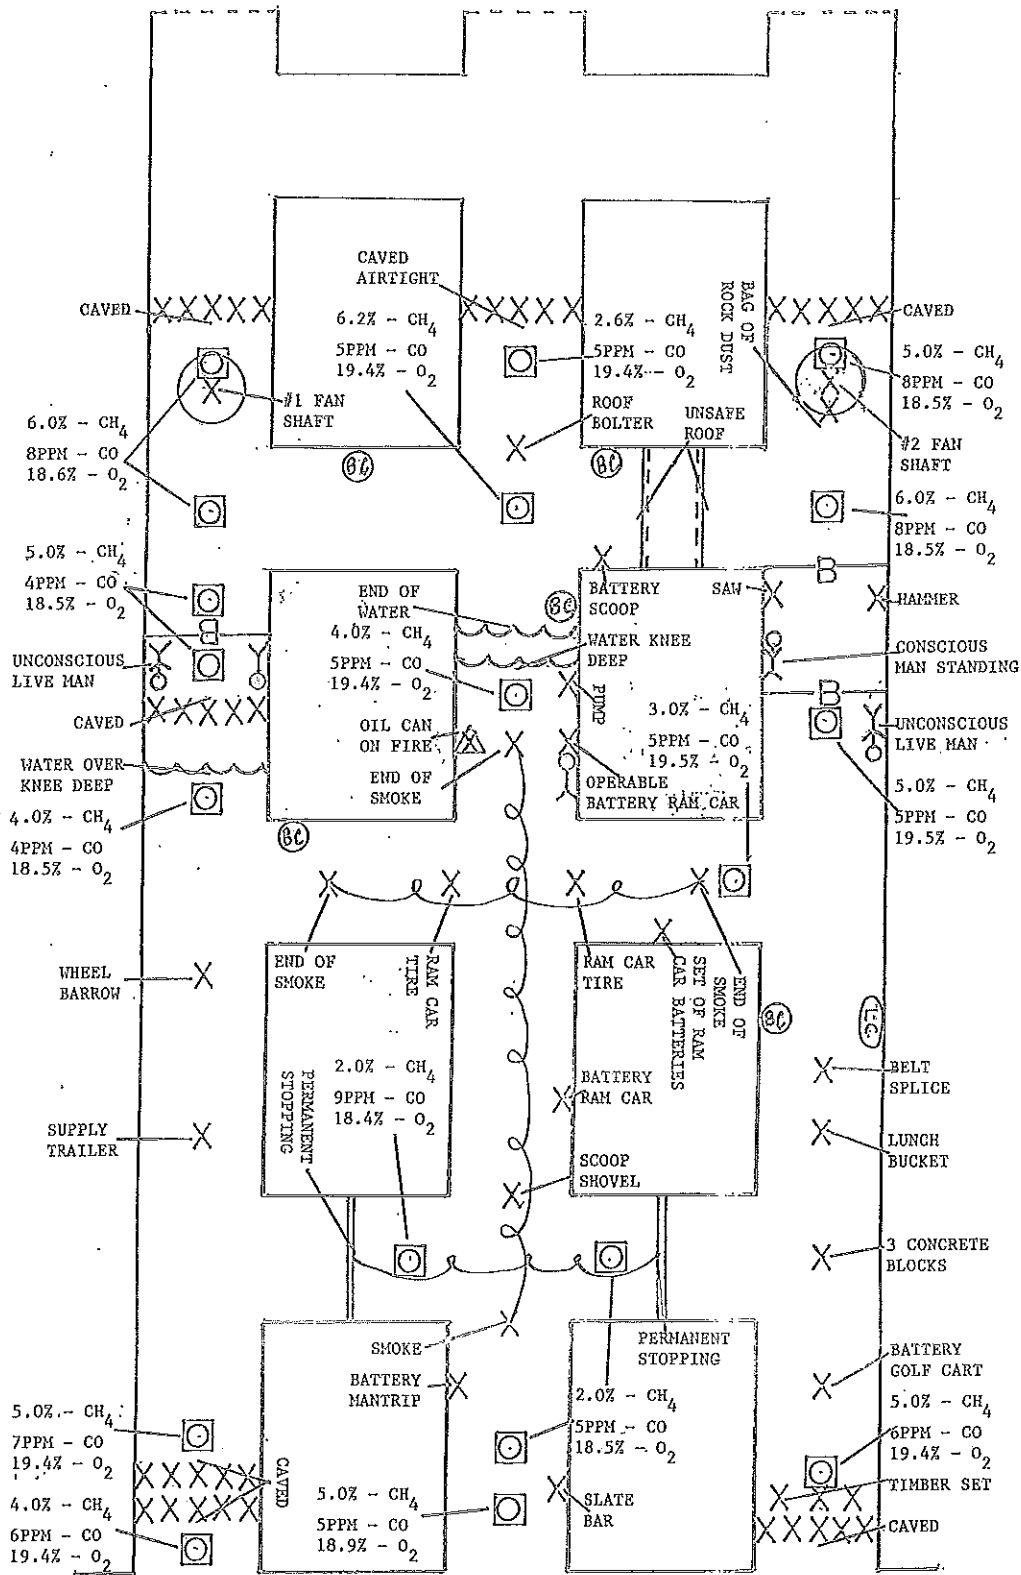 CAVED
AIRTIGHT
CAVED
6.2% - CH4
5PPM - CO
19.4% - O2
2.6% - CH4
5PPM - CO
19.4% - O2
BAG OF
ROCK DUST
CAVED
5.0% - CH4
8PPM - CO
18.5% - O2
#1 FAN
SHAFT
ROOF
BOLTER
UNSAFE
ROOF
#2 FAN
SHAFT
6.0% - CH4
8PPM - CO
18.6% - O2
BC
BC
6.0% - CH4
8PPM - CO
18.5% - O2
5.0% - CH4
4PPM - CO
18.5% - O2
B
END OF
WATER
4.0% - CH4
5PPM - CO
19.4% - O2
BC
BATTERY
SCOOP
WATER KNEE
DEEP
SAW
B
HAMMER
UNCONSCIOUS
LIVE MAN
CONSCIOUS
MAN STANDING
CAVED
PUMP
3.0% - CH4
5PPM - CO
19.5% - O2
B
UNCONSCIOUS
LIVE MAN
OIL CAN
ON FIRE
WATER OVER
KNEE DEEP
END OF
SMOKE
OPERABLE
BATTERY RAM CAR
5.0% - CH4
5PPM - CO
19.5% - O2
4.0% - CH4
4PPM - CO
18.5% - O2
BC
WHEEL
BARROW
END OF
SMOKE
RAM CAR
TIRE
RAM CAR
TIRE
SET OF RAM
CAR BATTERIES
END OF
SMOKE
BC
L.C.
2.0% - CH4
9PPM - CO
18.4% - O2
PERMANENT
STOPPING
BATTERY
RAM CAR
BELT
SPLICE
SUPPLY
TRAILER
LUNCH
BUCKET
SCOOP
SHOVEL
3 CONCRETE
BLOCKS
SMOKE
PERMANENT
STOPPING
BATTERY
MANTRIP
BATTERY
GOLF CART
2.0% - CH4
5PPM - CO
18.5% - O2
5.0% - CH4
6PPM - CO
19.4% - O2
5.0% - CH4
7PPM - CO
19.4% - O2
CAVED
TIMBER SET
4.0% - CH4
6PPM - CO
19.4% - O2
5.0% - CH4
5PPM - CO
18.9% - O2
SLATE
BAR
CAVED